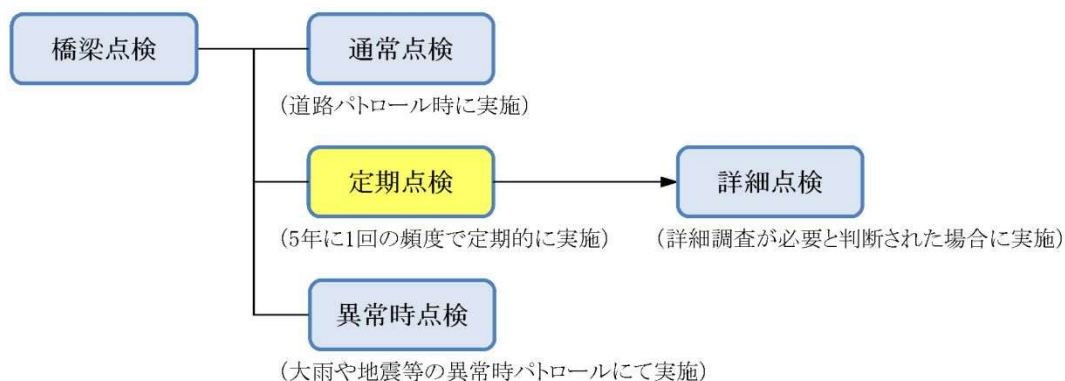 橋梁点検
通常点検
(道路パトロール時に実施)
定期点検
(5年に1回の頻度で定期的に実施)
詳細点検
(詳細調査が必要と判断された場合に実施)
異常時点検
(大雨や地震等の異常時パトロールにて実施)